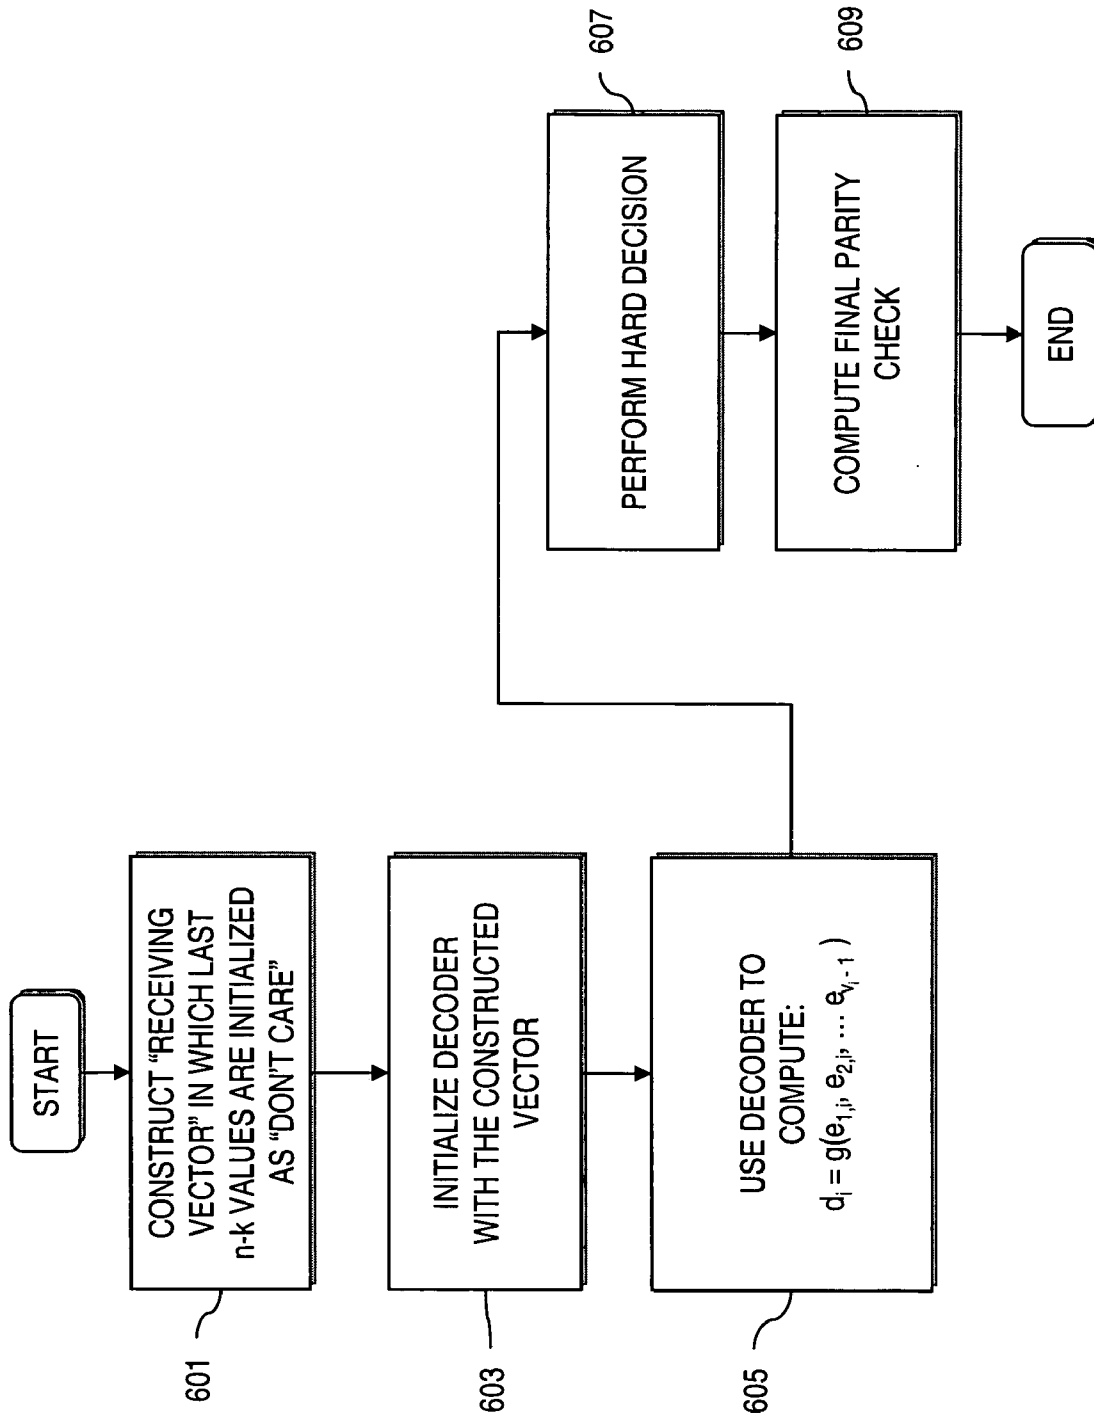 START
CONSTRUCT “RECEIVING
VECTOR” IN WHICH LAST
n-k VALUES ARE INITIALIZED
AS “DON’T CARE”
601
INITIALIZE DECODER
WITH THE CONSTRUCTED
VECTOR
603
USE DECODER TO
COMPUTE:
d_i = g(e_{1,i}, e_{2,i}, ... e_{v_i - 1})
605
PERFORM HARD DECISION
607
COMPUTE FINAL PARITY
CHECK
609
END